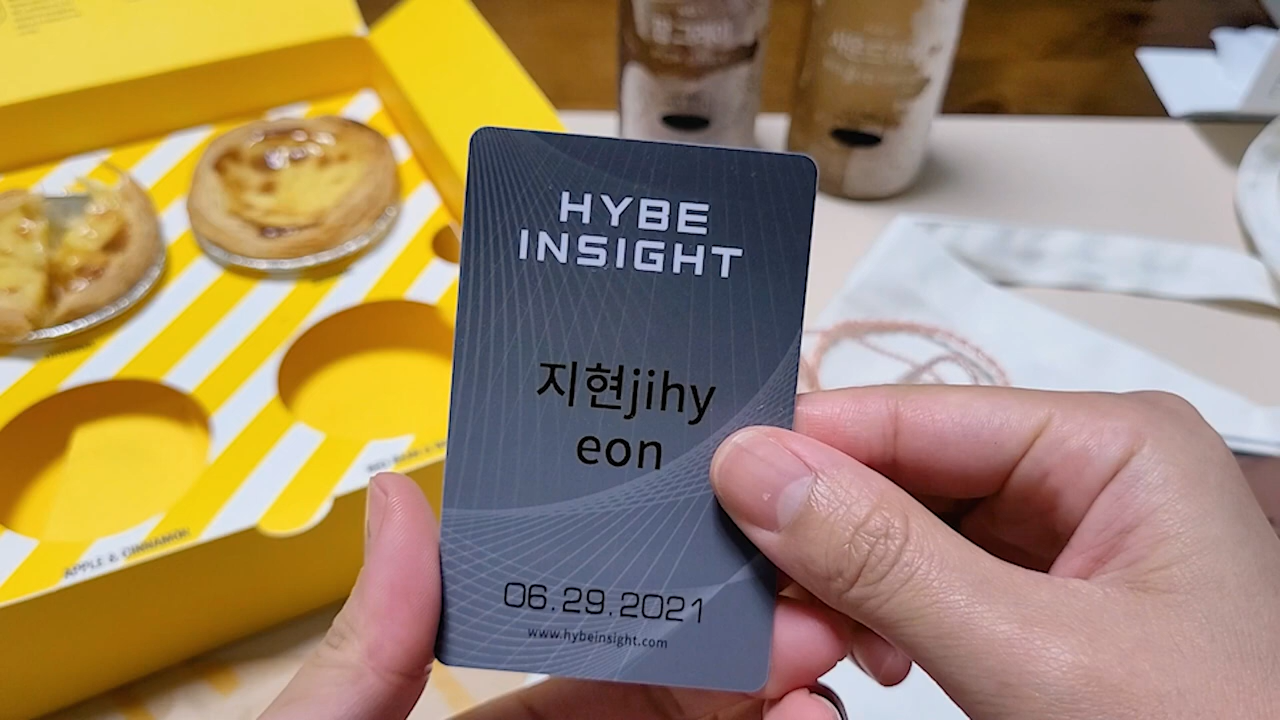 HYBE
INSIGHT
지현jihy
eon
06.29.2021
www.hybeinsight.com
APPLE & CINNAMON